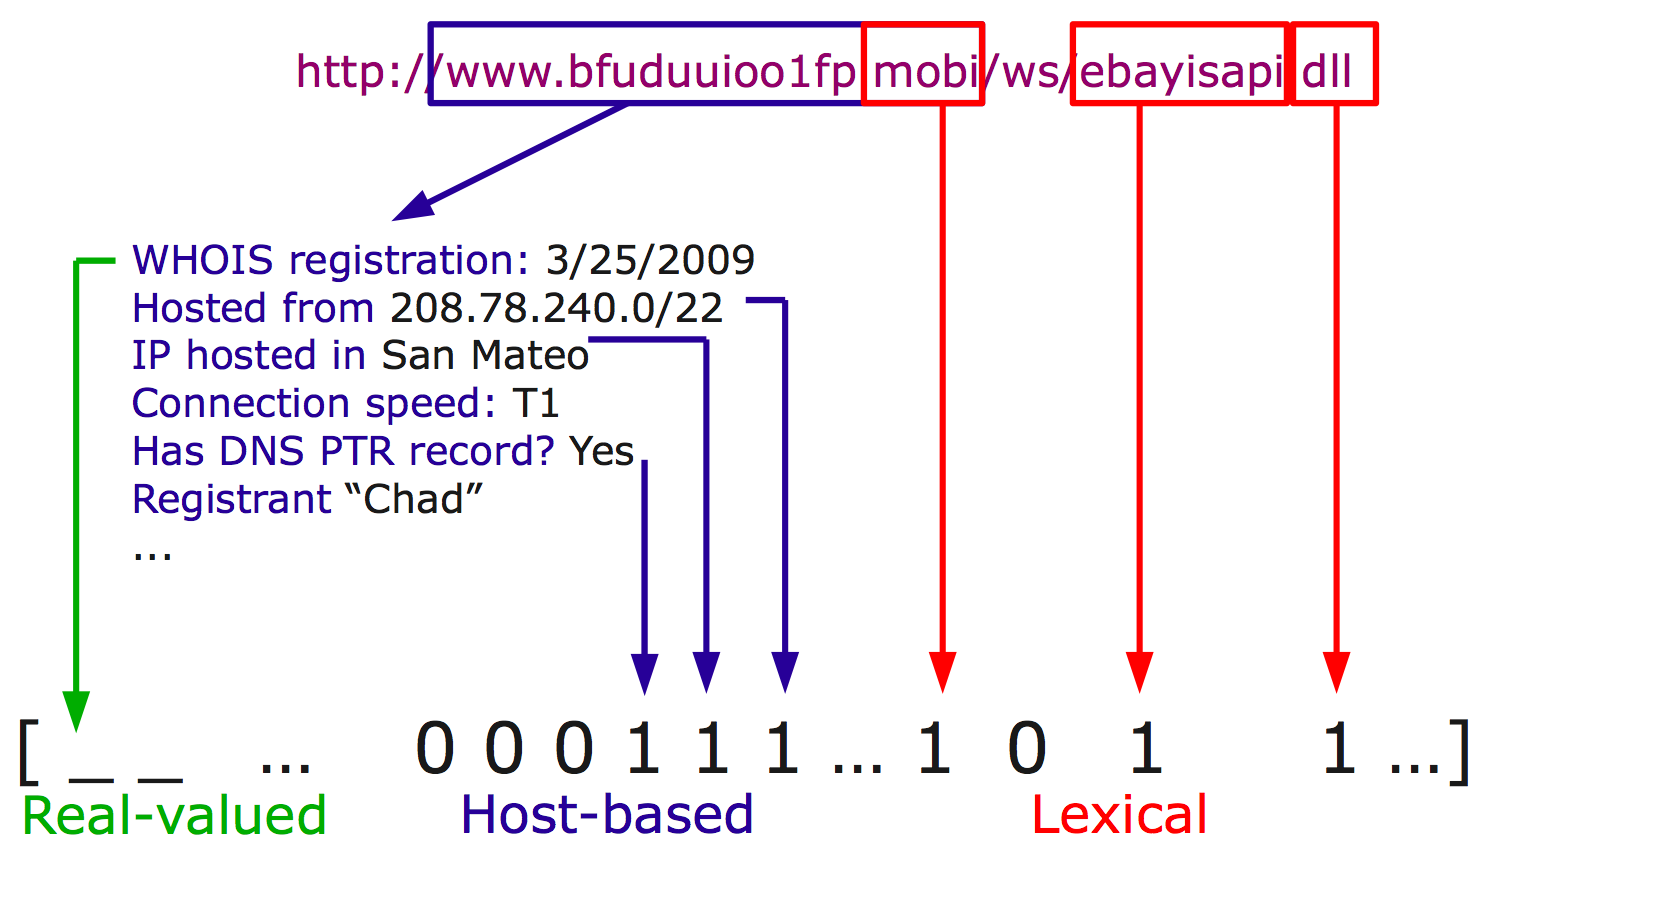 http://www.bfuduuioo1fp mobi/ws/ebayisapi dll
WHOIS registration: 3/25/2009
Hosted from 208.78.240.0/22
IP hosted in San Mateo
Connection speed: T1
Has DNS PTR record? Yes
Registrant “Chad”
...
[ _ _ ... 0 0 0 1 1 1 ... 1 0 1 1 ...]
Real-valued Host-based Lexical